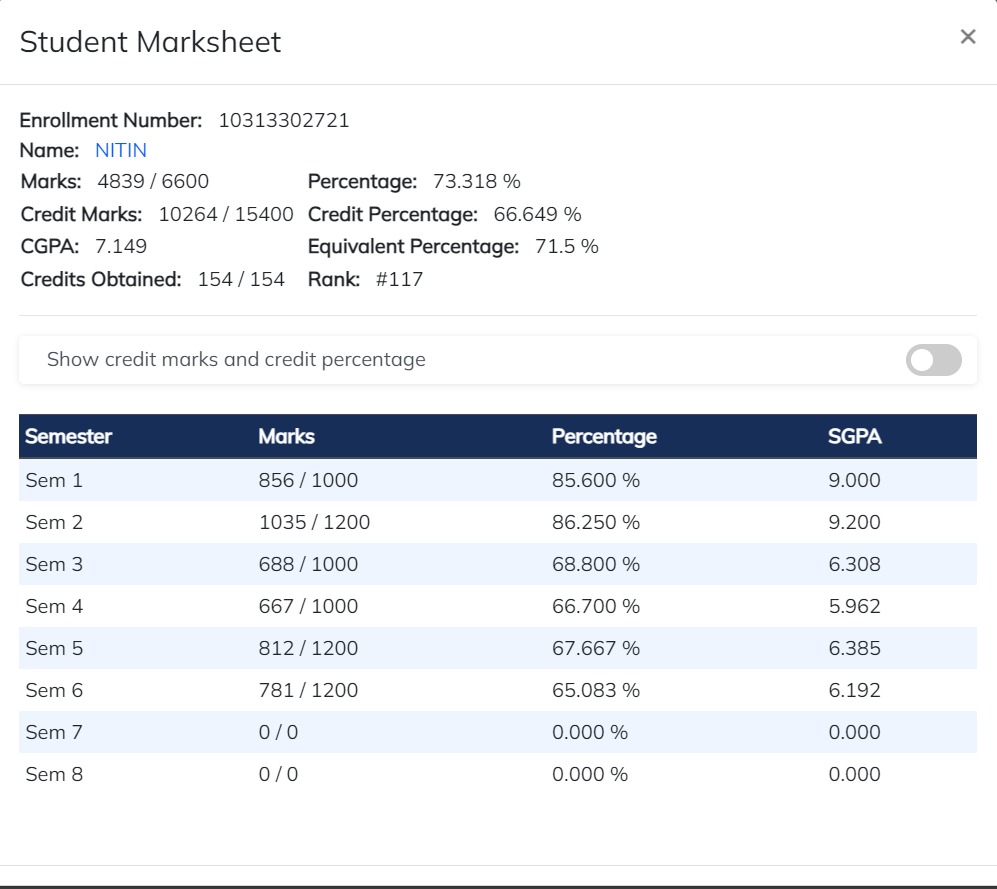 Student Marksheet ×
Enrollment Number: 10313302721
Name: NITIN
Marks: 4839 / 6600 Percentage: 73.318 %
Credit Marks: 10264 / 15400 Credit Percentage: 66.649 %
CGPA: 7.149 Equivalent Percentage: 71.5 %
Credits Obtained: 154 / 154 Rank: #117
Show credit marks and credit percentage
Semester Marks Percentage SGPA
Sem 1 856 / 1000 85.600 % 9.000
Sem 2 1035 / 1200 86.250 % 9.200
Sem 3 688 / 1000 68.800 % 6.308
Sem 4 667 / 1000 66.700 % 5.962
Sem 5 812 / 1200 67.667 % 6.385
Sem 6 781 / 1200 65.083 % 6.192
Sem 7 0 / 0 0.000 % 0.000
Sem 8 0 / 0 0.000 % 0.000